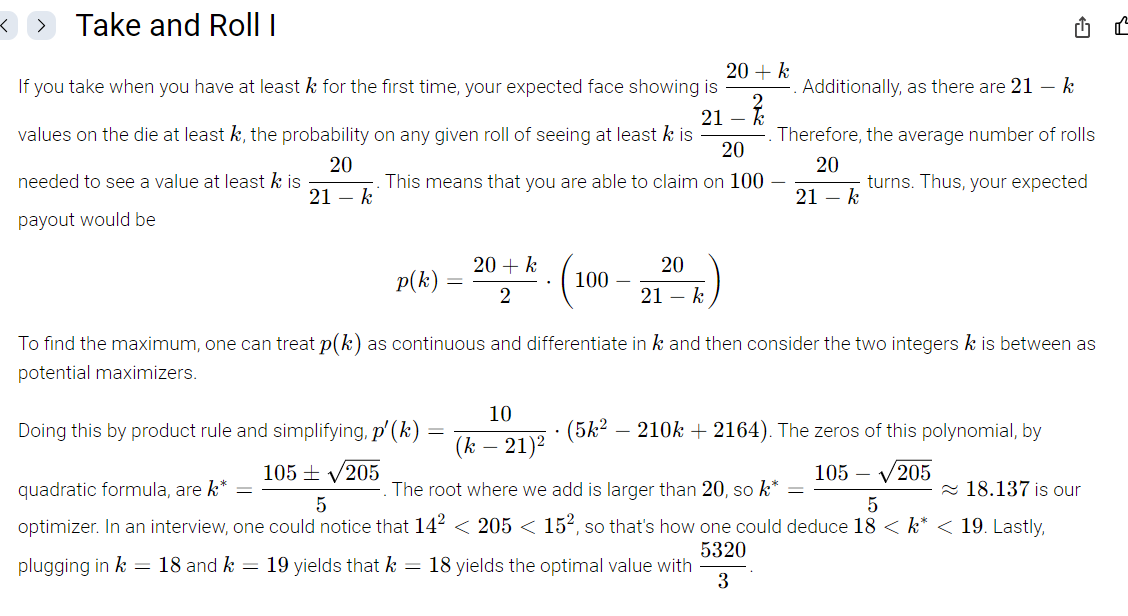 Take and Roll I
If you take when you have at least k for the first time, your expected face showing is \frac{20 + k}{2}. Additionally, as there are 21 − k
values on the die at least k, the probability on any given roll of seeing at least k is \frac{21 − k}{20}. Therefore, the average number of rolls
needed to see a value at least k is \frac{20}{21 − k}. This means that you are able to claim on 100 − \frac{20}{21 − k} turns. Thus, your expected
payout would be
p(k) = \frac{20 + k}{2} · (100 − \frac{20}{21 − k})
To find the maximum, one can treat p(k) as continuous and differentiate in k and then consider the two integers k is between as
potential maximizers.
Doing this by product rule and simplifying, p′(k) = \frac{10}{(k − 21)^2} · (5k^2 − 210k + 2164). The zeros of this polynomial, by
quadratic formula, are k* = \frac{105 ± \sqrt{205}}{5}. The root where we add is larger than 20, so k* = \frac{105 − \sqrt{205}}{5} ≈ 18.137 is our
optimizer. In an interview, one could notice that 14^2 < 205 < 15^2, so that's how one could deduce 18 < k* < 19. Lastly,
plugging in k = 18 and k = 19 yields that k = 18 yields the optimal value with \frac{5320}{3}.